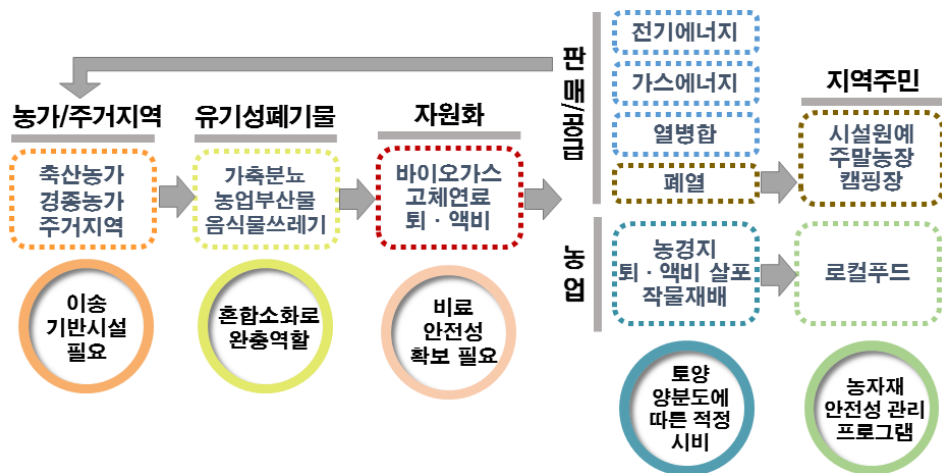 농가/주거지역
축산농가
경종농가
주거지역
이송
기반시설
필요
유기성폐기물
가축분뇨
농업부산물
음식물쓰레기
혼합소화로
완충역할
자원화
바이오가스
고체연료
퇴 · 액비
비료
안전성
확보 필요
판매/공급
전기에너지
가스에너지
열병합
폐열
농업
농경지
퇴 · 액비 살포
작물재배
토양
양분도에
따른 적정
시비
지역주민
시설원예
주말농장
캠핑장
로컬푸드
농자재
안전성 관리
프로그램